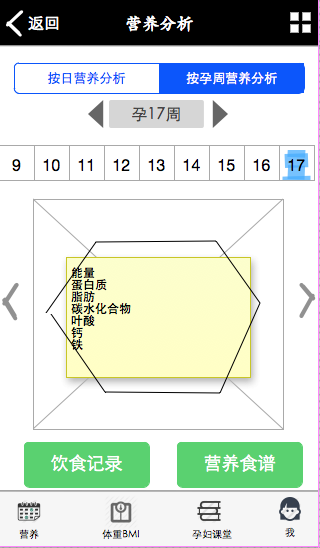 返回
营养分析
按日营养分析
按孕周营养分析
孕17周
9 10 11 12 13 14 15 16 17
能量
蛋白质
脂肪
碳水化合物
叶酸
钙
铁
饮食记录
营养食谱
营养
体重BMI
孕妇课堂
我